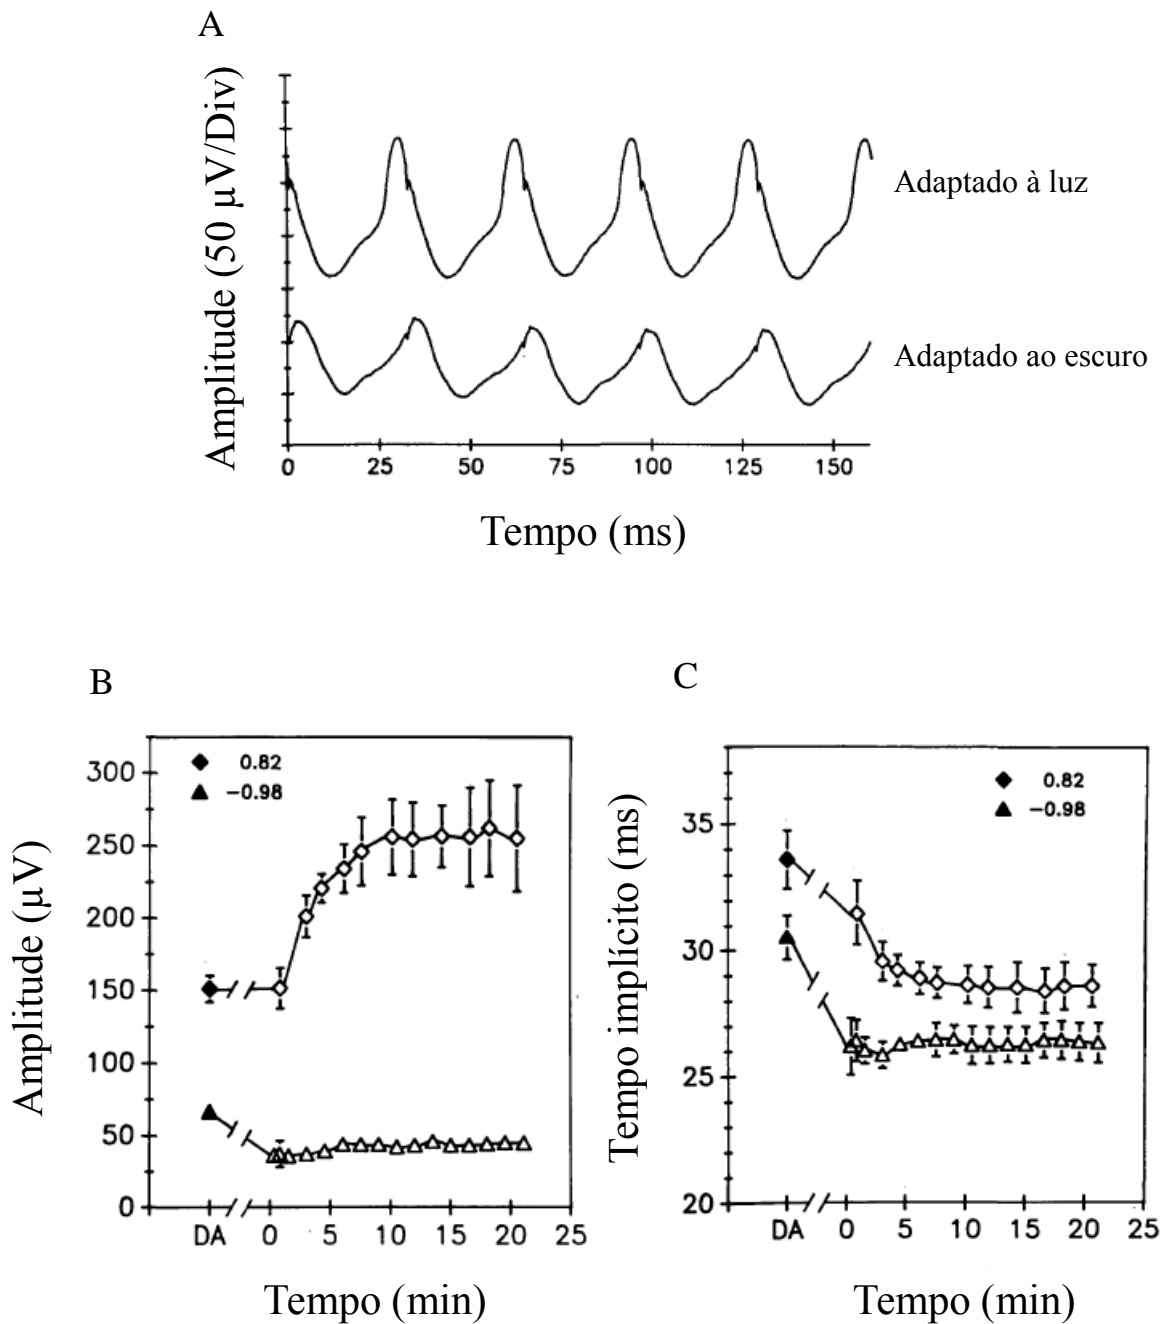 A
Amplitude (50 µV/Div)
Adaptado à luz
Adaptado ao escuro
0 25 50 75 100 125 150
Tempo (ms)
B
Amplitude (µV)
300
250
200
150
100
50
0
0.82
−0.98
DA 0 5 10 15 20 25
Tempo (min)
C
Tempo implícito (ms)
35
30
25
20
0.82
−0.98
DA 0 5 10 15 20 25
Tempo (min)